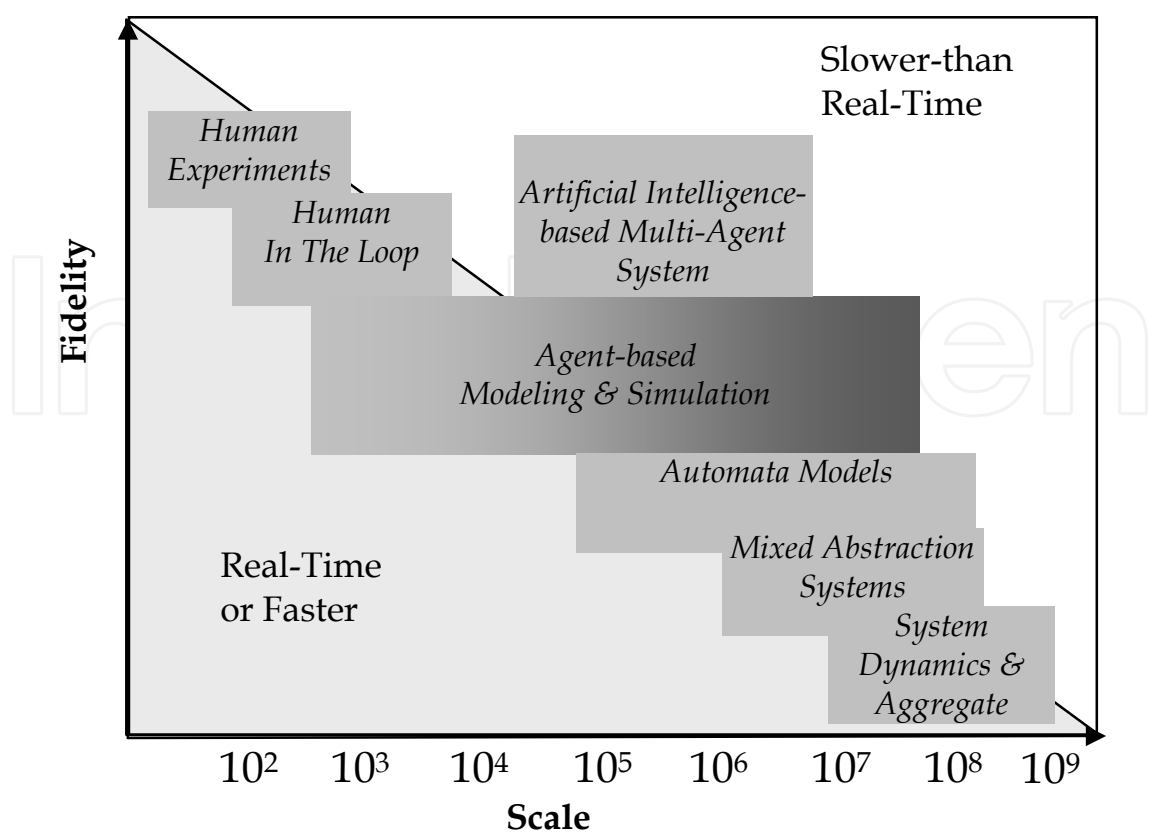 Slower-than
Real-Time
Human
Experiments
Human
In The Loop
Artificial Intelligence-
based Multi-Agent
System
Fidelity
Agent-based
Modeling & Simulation
Automata Models
Mixed Abstraction
Systems
Real-Time
or Faster
System
Dynamics &
Aggregate
10² 10³ 10⁴ 10⁵ 10⁶ 10⁷ 10⁸ 10⁹
Scale